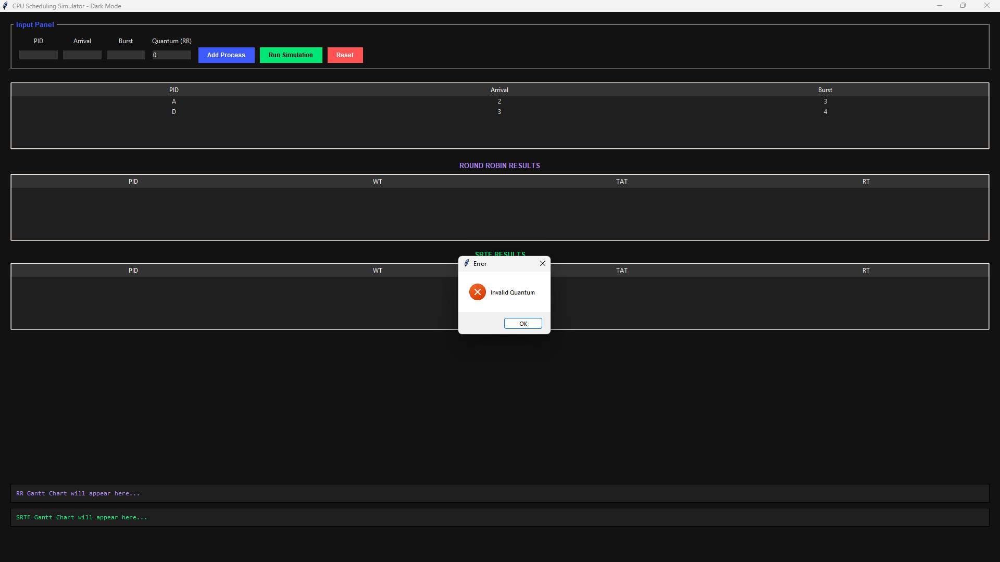 CPU Scheduling Simulator - Dark Mode
Input Panel
PID Arrival Burst Quantum (RR)
0 Add Process Run Simulation Reset
PID Arrival Burst
A 2 3
D 3 4
ROUND ROBIN RESULTS
PID WT TAT RT
SRTF RESULTS
PID WT TAT RT
Error
Invalid Quantum
OK
RR Gantt Chart will appear here...
SRTF Gantt Chart will appear here...